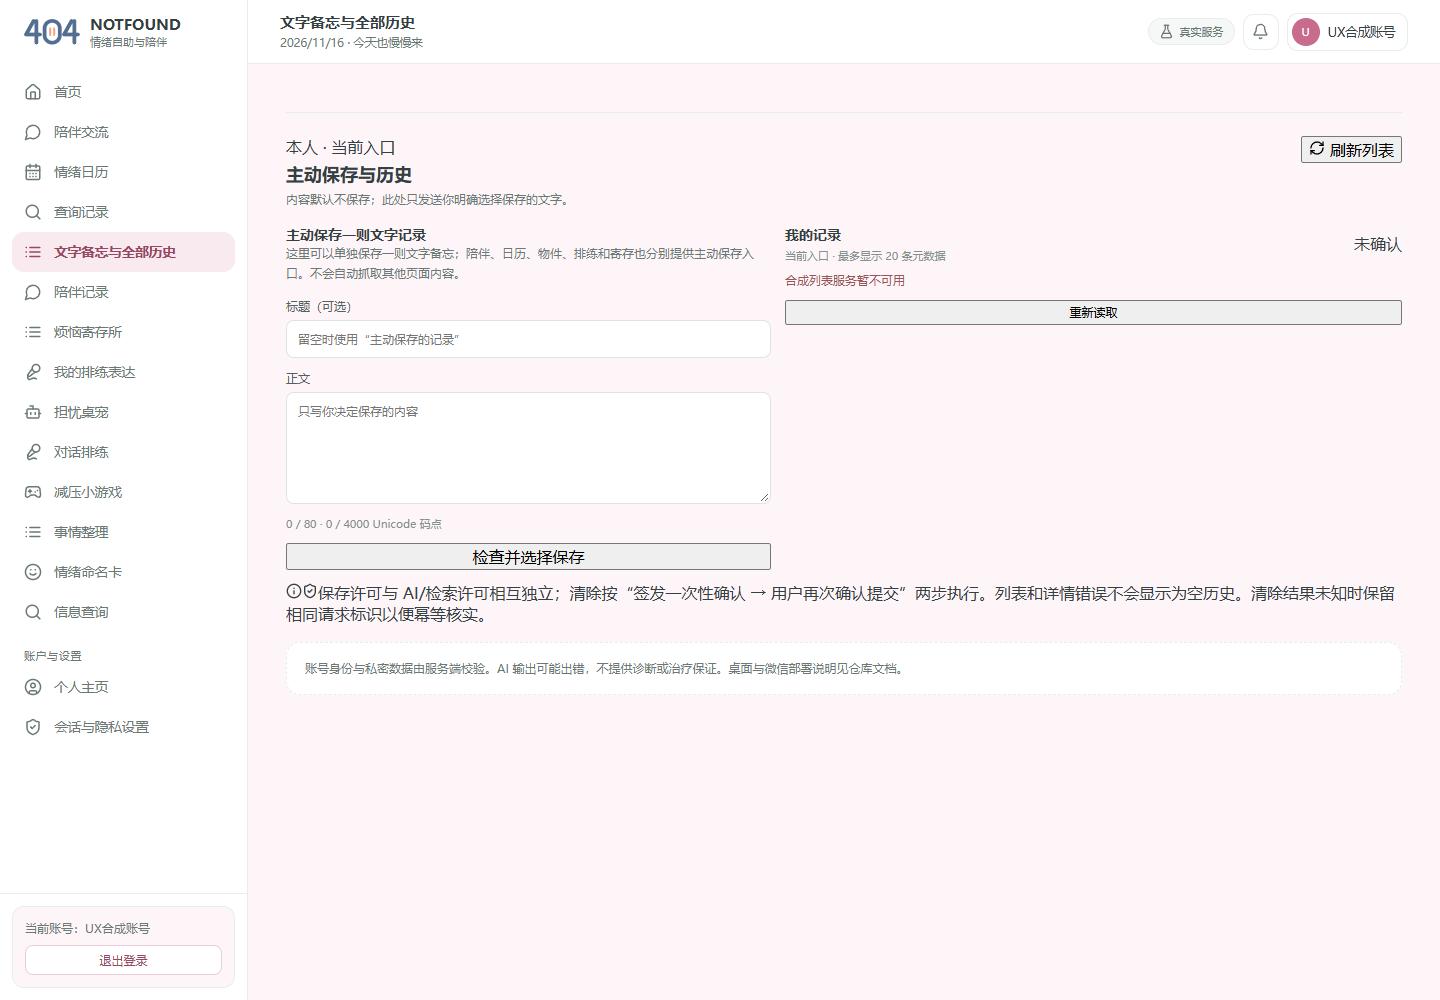 404 NOTFOUND
情绪自助与陪伴
首页
陪伴交流
情绪日历
查询记录
文字备忘与全部历史
陪伴记录
烦恼寄存所
我的排练表达
担忧桌宠
对话排练
减压小游戏
事情整理
情绪命名卡
信息查询
账户与设置
个人主页
会话与隐私设置
当前账号：UX合成账号
退出登录
文字备忘与全部历史
2026/11/16 · 今天也慢慢来
真实服务
U UX合成账号
本人 · 当前入口
主动保存与历史
内容默认不保存；此处只发送你明确选择保存的文字。
刷新列表
主动保存一则文字记录
这里可以单独保存一则文字备忘；陪伴、日历、物件、排练和寄存也分别提供主动保存入
口。不会自动抓取其他页面内容。
标题（可选）
留空时使用“主动保存的记录”
正文
只写你决定保存的内容
0 / 80 · 0 / 4000 Unicode 码点
检查并选择保存
我的记录
当前入口 · 最多显示 20 条元数据
未确认
合成列表服务暂不可用
重新读取
保存许可与 AI/检索许可相互独立；清除按“签发一次性确认 → 用户再次确认提交”两步执行。列表和详情错误不会显示为空历史。清除结果未知时保留
相同请求标识以便幂等核实。
账号身份与私密数据由服务端校验。AI 输出可能出错，不提供诊断或治疗保证。桌面与微信部署说明见仓库文档。